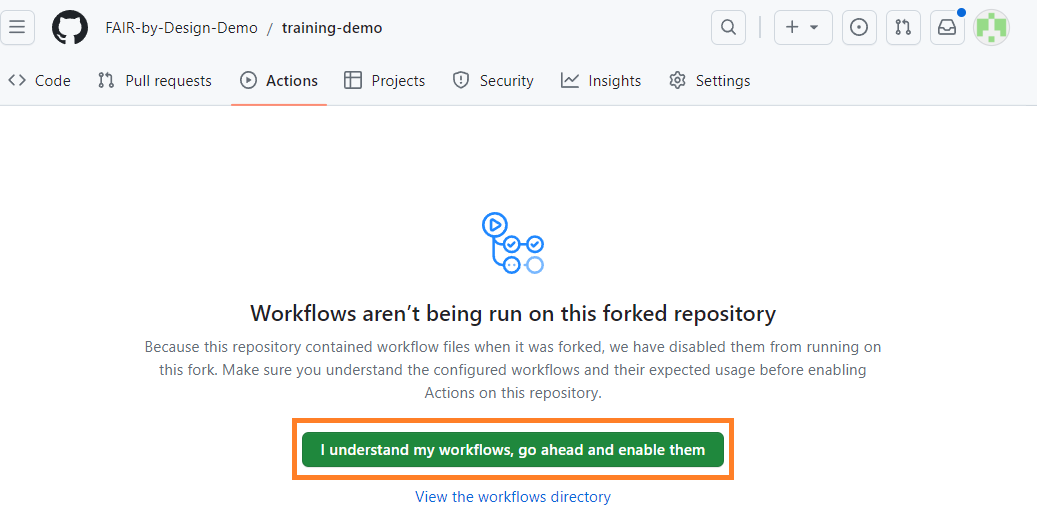 FAIR-by-Design-Demo / training-demo
Code Pull requests Actions Projects Security Insights Settings
Workflows aren’t being run on this forked repository
Because this repository contained workflow files when it was forked, we have disabled them from running on
this fork. Make sure you understand the configured workflows and their expected usage before enabling
Actions on this repository.
I understand my workflows, go ahead and enable them
View the workflows directory